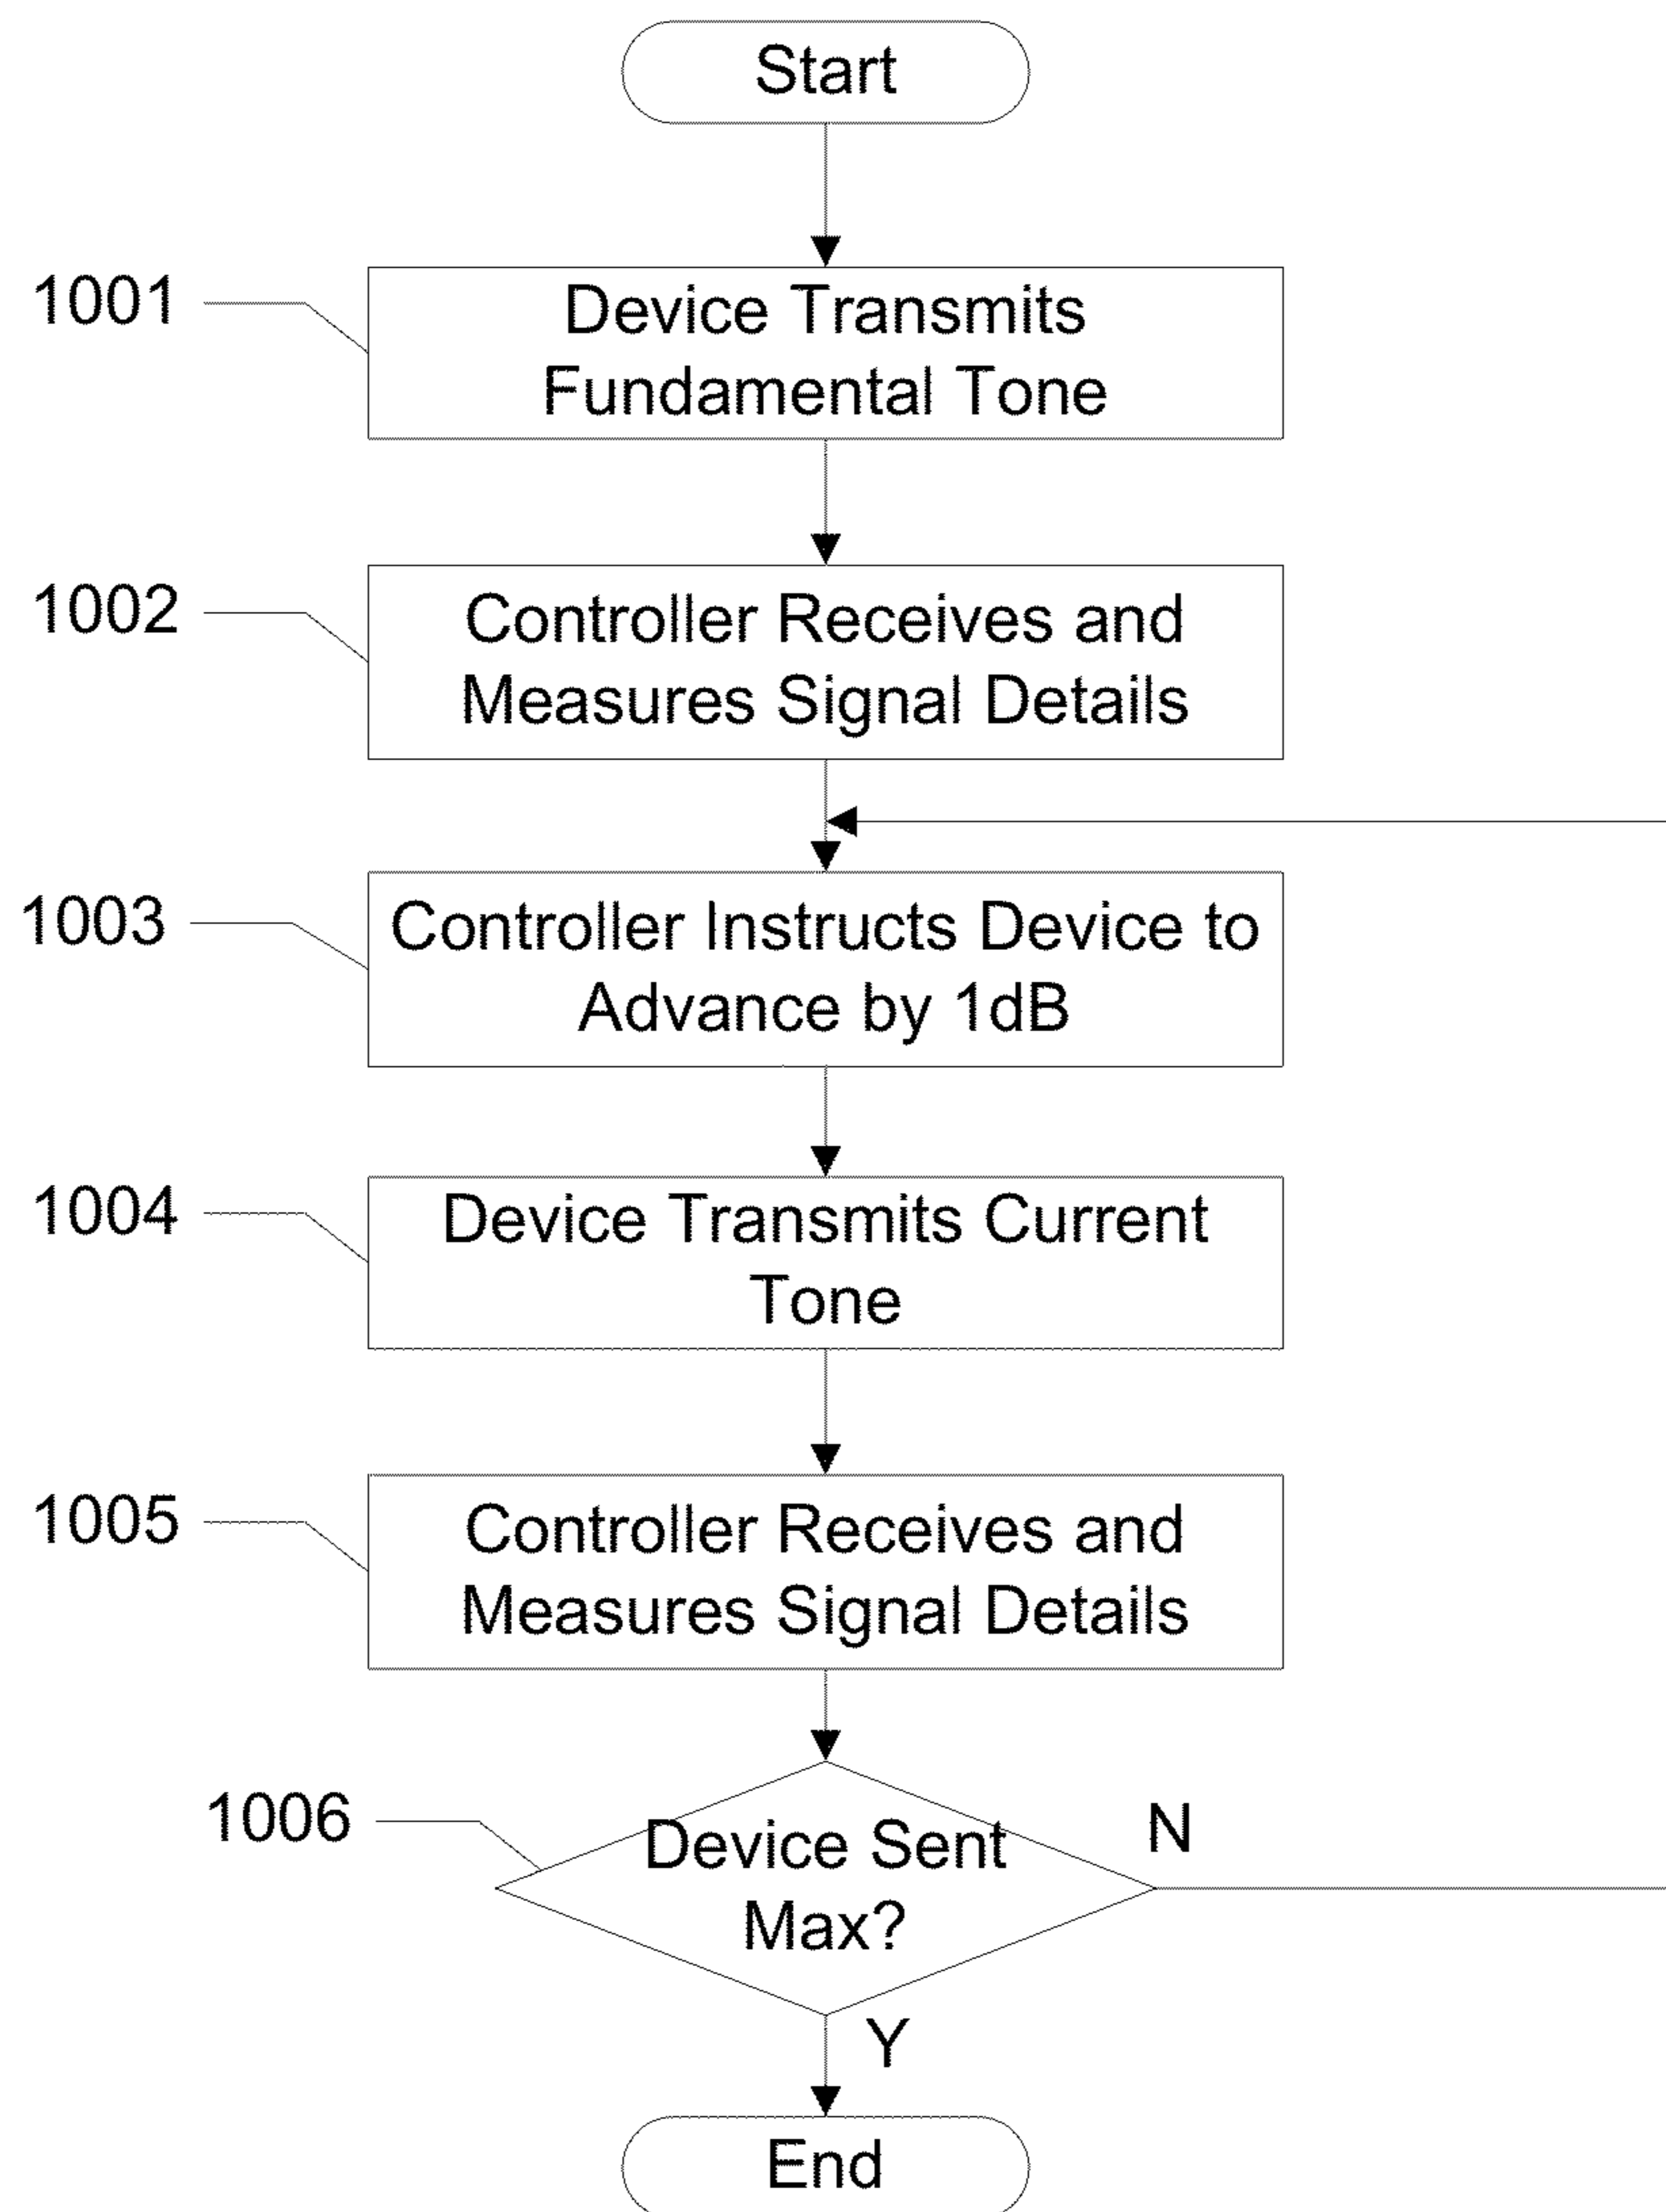 Start
1001
Device Transmits
Fundamental Tone
1002
Controller Receives and
Measures Signal Details
1003
Controller Instructs Device to
Advance by 1dB
1004
Device Transmits Current
Tone
1005
Controller Receives and
Measures Signal Details
1006
Device Sent
Max?
N
Y
End